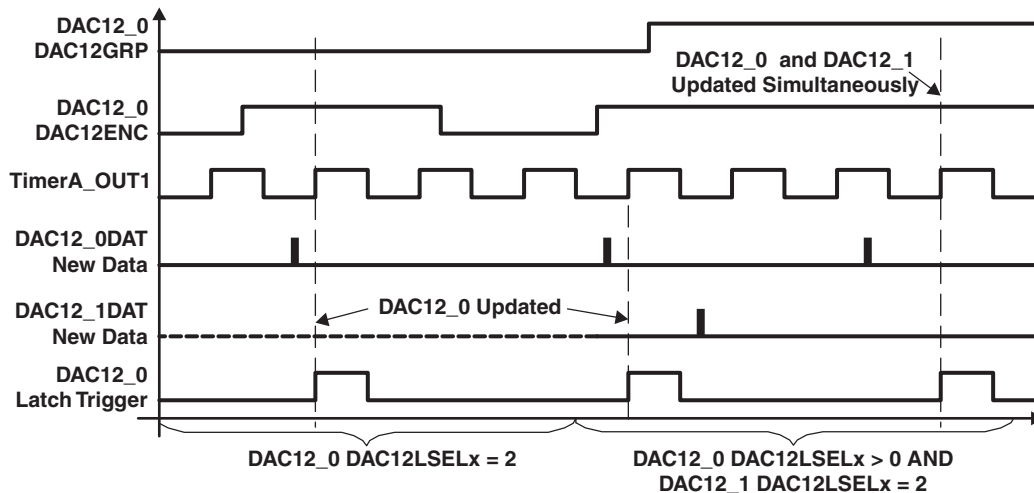 DAC12_0
DAC12GRP
DAC12_0 and DAC12_1
Updated Simultaneously
DAC12_0
DAC12ENC
TimerA_OUT1
DAC12_0DAT
New Data
DAC12_1DAT
New Data
DAC12_0 Updated
DAC12_0
Latch Trigger
DAC12_0 DAC12LSELx = 2
DAC12_0 DAC12LSELx > 0 AND
DAC12_1 DAC12LSELx = 2